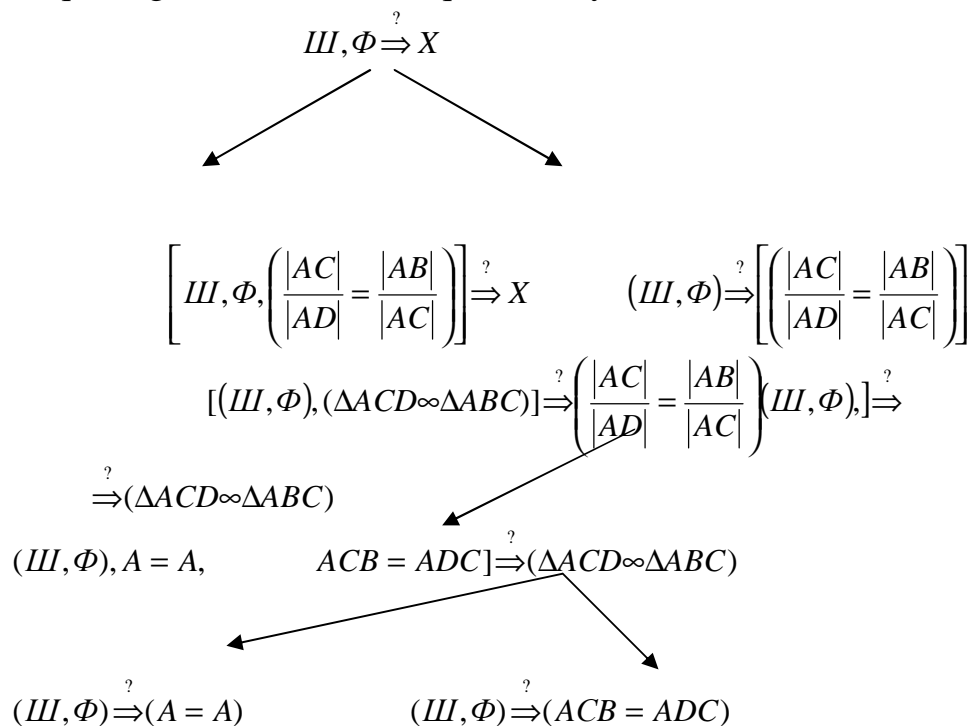 ?
Ш,Ф⇒X
[Ш,Ф,(|AC|/|AD| = |AB|/|AC|)] ?⇒ X (Ш,Ф) ?⇒ [(|AC|/|AD| = |AB|/|AC|)]
[(Ш,Ф),(ΔACD∞ΔABC)] ?⇒ (|AC|/|AD| = |AB|/|AC|)(Ш,Ф),] ?⇒
?⇒ (ΔACD∞ΔABC)
(Ш,Ф), A = A, ACB = ADC] ?⇒ (ΔACD∞ΔABC)
(Ш,Ф) ?⇒ (A = A) (Ш,Ф) ?⇒ (ACB = ADC)